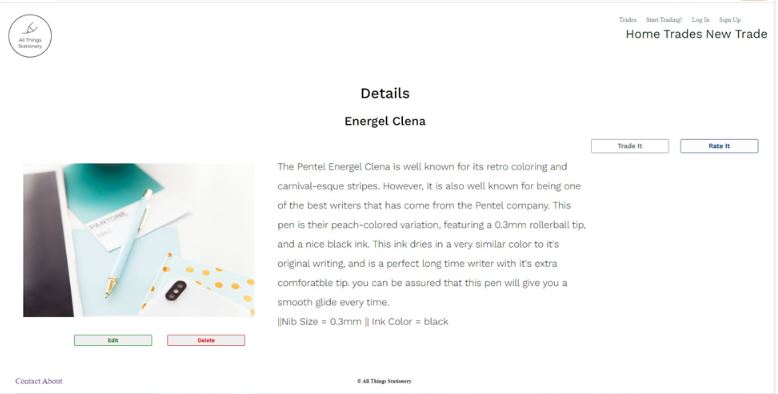 All Things
Stationery
Trades Start Trading! Log In Sign Up
Home Trades New Trade
Details
Energel Clena
Trade It Rate It
The Pentel Energel Clena is well known for its retro coloring and
carnival-esque stripes. However, it is also well known for being one
of the best writers that has come from the Pentel company. This
pen is their peach-colored variation, featuring a 0.3mm rollerball tip,
and a nice black ink. This ink dries in a very similar color to it's
original writing, and is a perfect long time writer with it's extra
comforatble tip. you can be assured that this pen will give you a
smooth glide every time.
||Nib Size = 0.3mm || Ink Color = black
PANTONE
Edit Delete
Contact About
© All Things Stationery